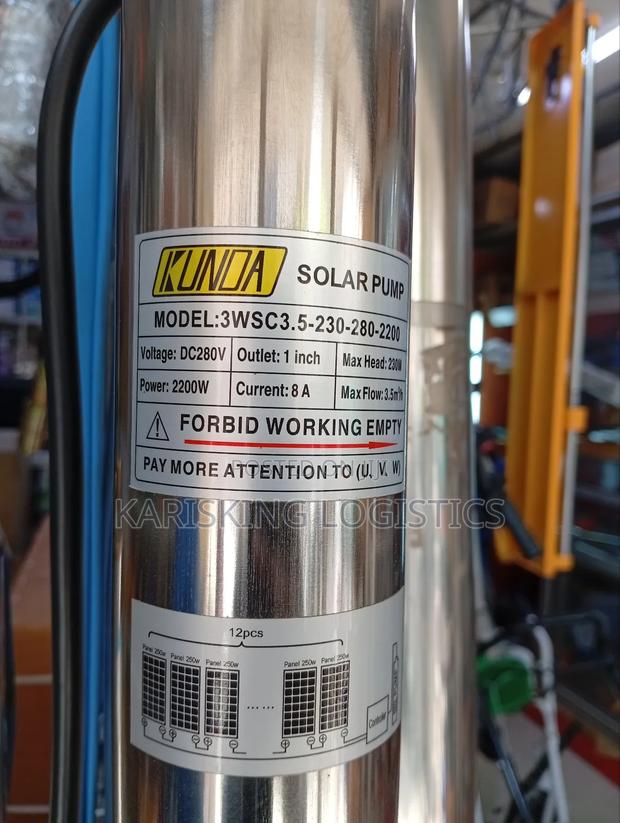 KUNDA SOLAR PUMP
MODEL:3WSC3.5-230-280-2200
Voltage: DC280V Outlet: 1 inch Max Head: 230M
Power: 2200W Current: 8 A Max Flow: 3.5m³/h
FORBID WORKING EMPTY
PAY MORE ATTENTION TO (U, V, W)
POSTED ON
KARISKING LOGISTICS
12pcs
Panel 250w Panel 250w Panel 250w Panel 250w Panel 250w
Controller